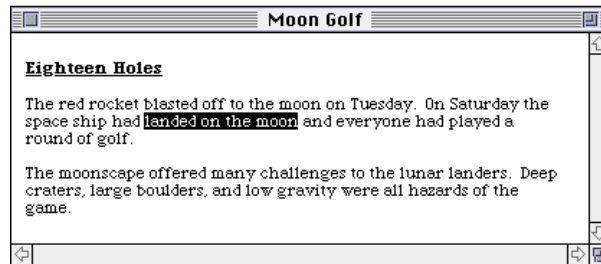 Moon Golf
Eighteen Holes
The red rocket blasted off to the moon on Tuesday.  On Saturday the
space ship had landed on the moon and everyone had played a
round of golf.
The moonscape offered many challenges to the lunar landers.  Deep
craters, large boulders, and low gravity were all hazards of the
game.